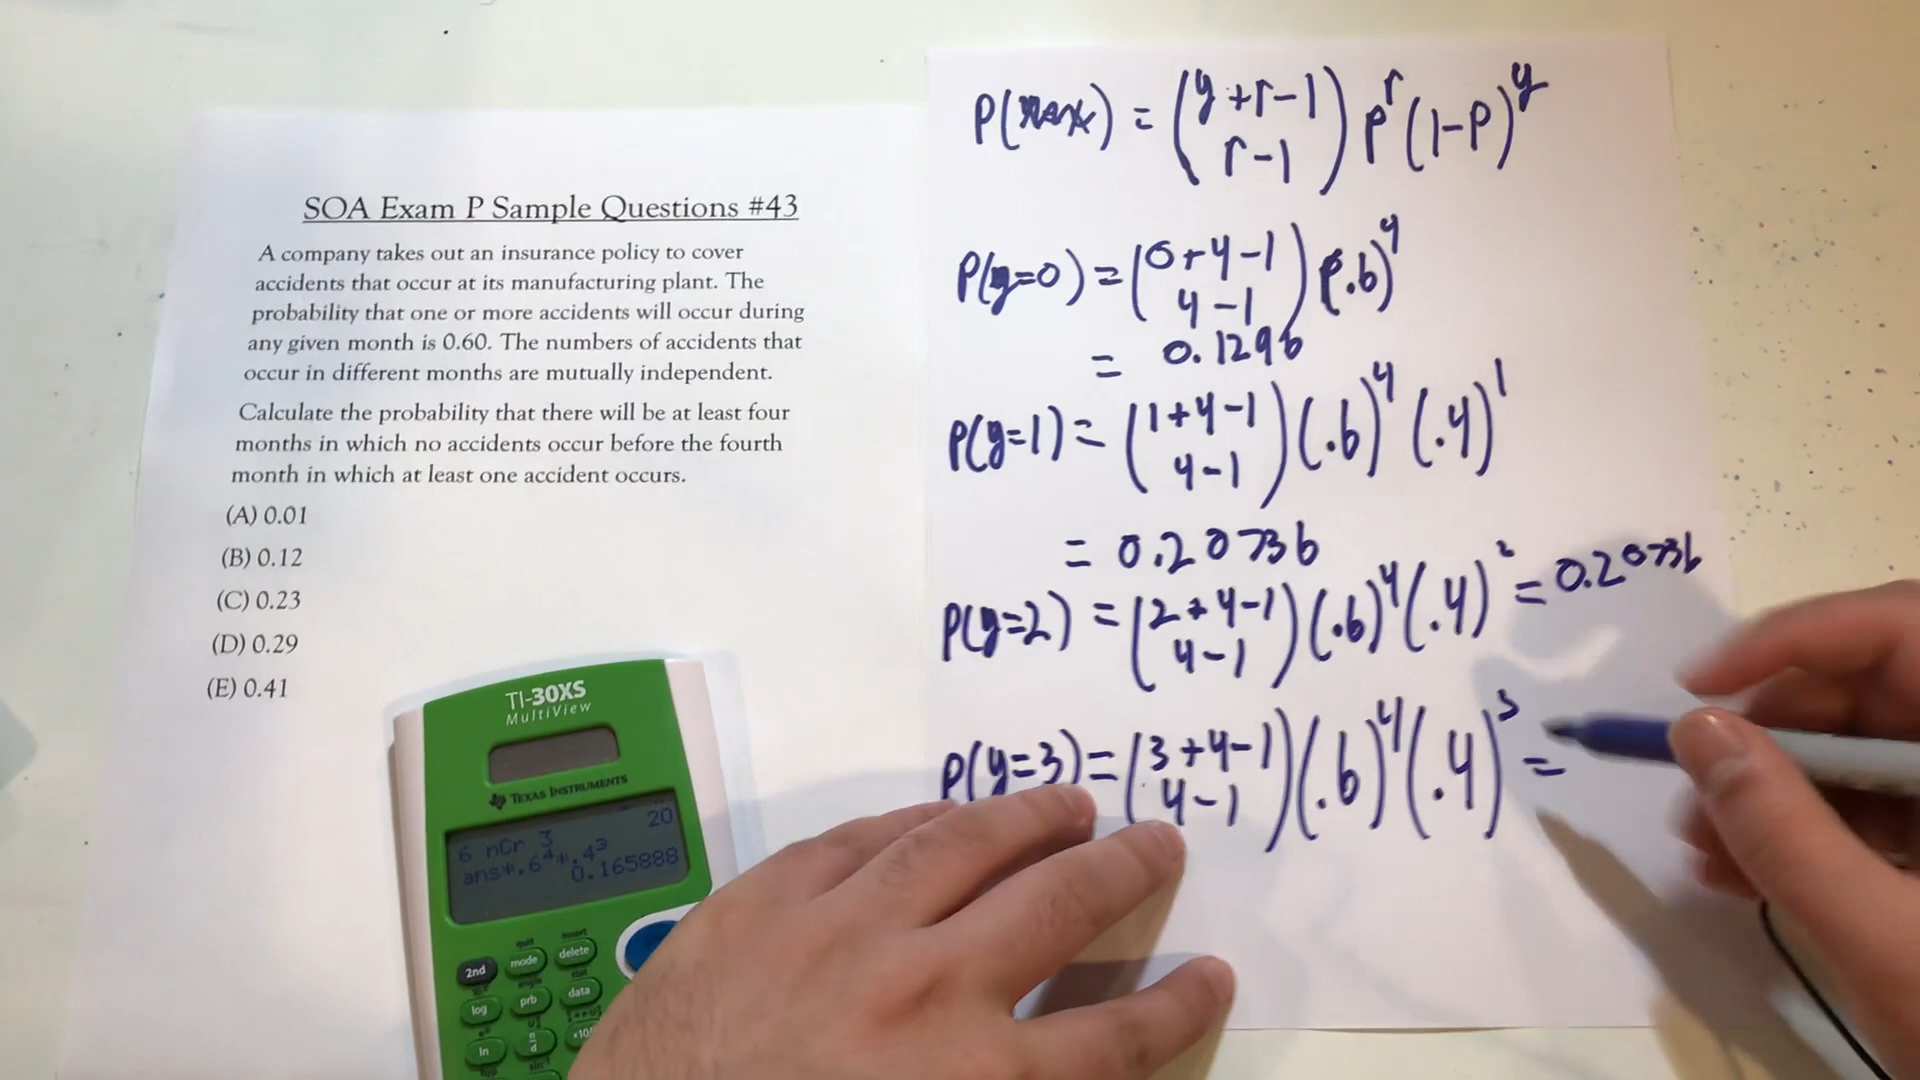 SOA Exam P Sample Questions #43
A company takes out an insurance policy to cover
accidents that occur at its manufacturing plant. The
probability that one or more accidents will occur during
any given month is 0.60. The numbers of accidents that
occur in different months are mutually independent.
Calculate the probability that there will be at least four
months in which no accidents occur before the fourth
month in which at least one accident occurs.
(A) 0.01
(B) 0.12
(C) 0.23
(D) 0.29
(E) 0.41
TI-30XS
MultiView
TEXAS INSTRUMENTS
6 nCr 3 20
ans*.6⁴*.4³
0.165888
quit insert
2nd mode delete
stat
log prb data
ln n/d ×10
hyp
P( ) = (y+r-1
r-1) p^r (1-p)^y
P(y=0) = (0+4-1
4-1) (.6)^4
= 0.1296
P(y=1) = (1+4-1
4-1) (.6)^4 (.4)^1
= 0.20736
P(y=2) = (2+4-1
4-1) (.6)^4 (.4)^2 = 0.20736
P(y=3) = (3+4-1
4-1) (.6)^4 (.4)^3 =